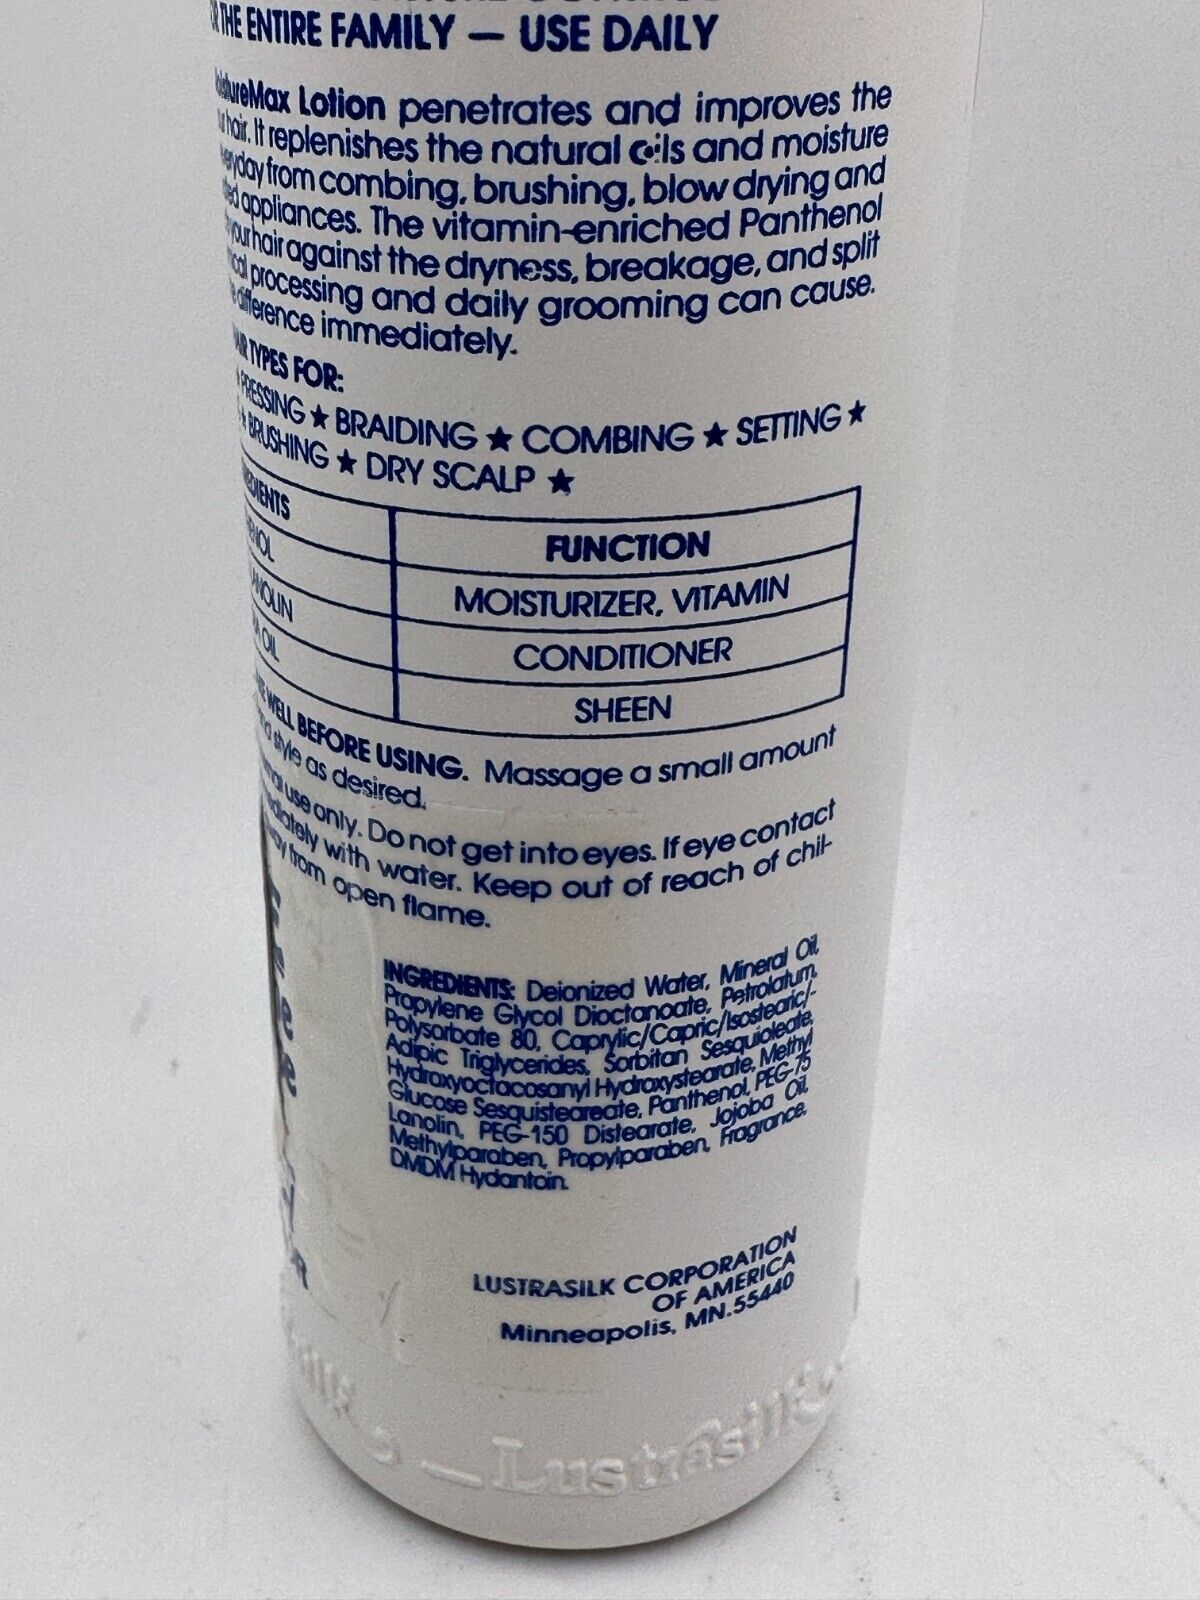 THE ENTIRE FAMILY — USE DAILY
MoistureMax Lotion penetrates and improves the
hair. It replenishes the natural oils and moisture
from combing, brushing, blow drying and
appliances. The vitamin-enriched Panthenol
your hair against the dryness, breakage, and split
processing and daily grooming can cause.
difference immediately.
TYPES FOR:
PRESSING ★ BRAIDING ★ COMBING ★ SETTING ★
★ BRUSHING ★ DRY SCALP ★
FUNCTION
MOISTURIZER, VITAMIN
LANOLIN CONDITIONER
OIL SHEEN
WELL BEFORE USING. Massage a small amount
style as desired.
use only. Do not get into eyes. If eye contact
with water. Keep out of reach of chil-
from open flame.
INGREDIENTS: Deionized Water, Mineral Oil,
Propylene Glycol Dioctanoate, Petrolatum,
Polysorbate 80, Caprylic/Capric/Isostearic/-
Adipic Triglycerides, Sorbitan Sesquioleate,
Hydroxyoctacosanyl Hydroxystearate, Methyl
Glucose Sesquisteareate, Panthenol, PEG-75
Lanolin, PEG-150 Distearate, Jojoba Oil,
Methylparaben, Propylparaben, Fragrance,
DMDM Hydantoin.
LUSTRASILK CORPORATION
OF AMERICA
Minneapolis, MN. 55440
— LustraSilk